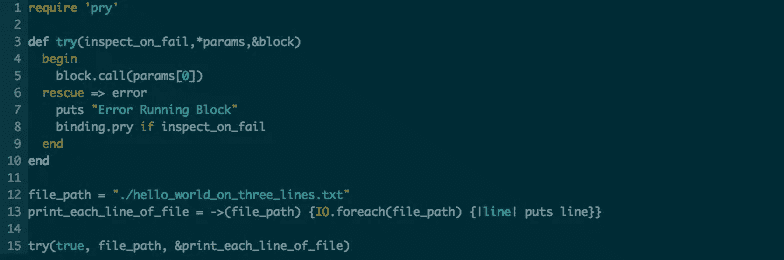 1 require 'pry'
2
3 def try(inspect_on_fail,*params,&block)
4   begin
5     block.call(params[0])
6   rescue => error
7     puts "Error Running Block"
8     binding.pry if inspect_on_fail
9   end
10 end
11
12 file_path = "./hello_world_on_three_lines.txt"
13 print_each_line_of_file = ->(file_path) {IO.foreach(file_path) {|line| puts line}}
14
15 try(true, file_path, &print_each_line_of_file)